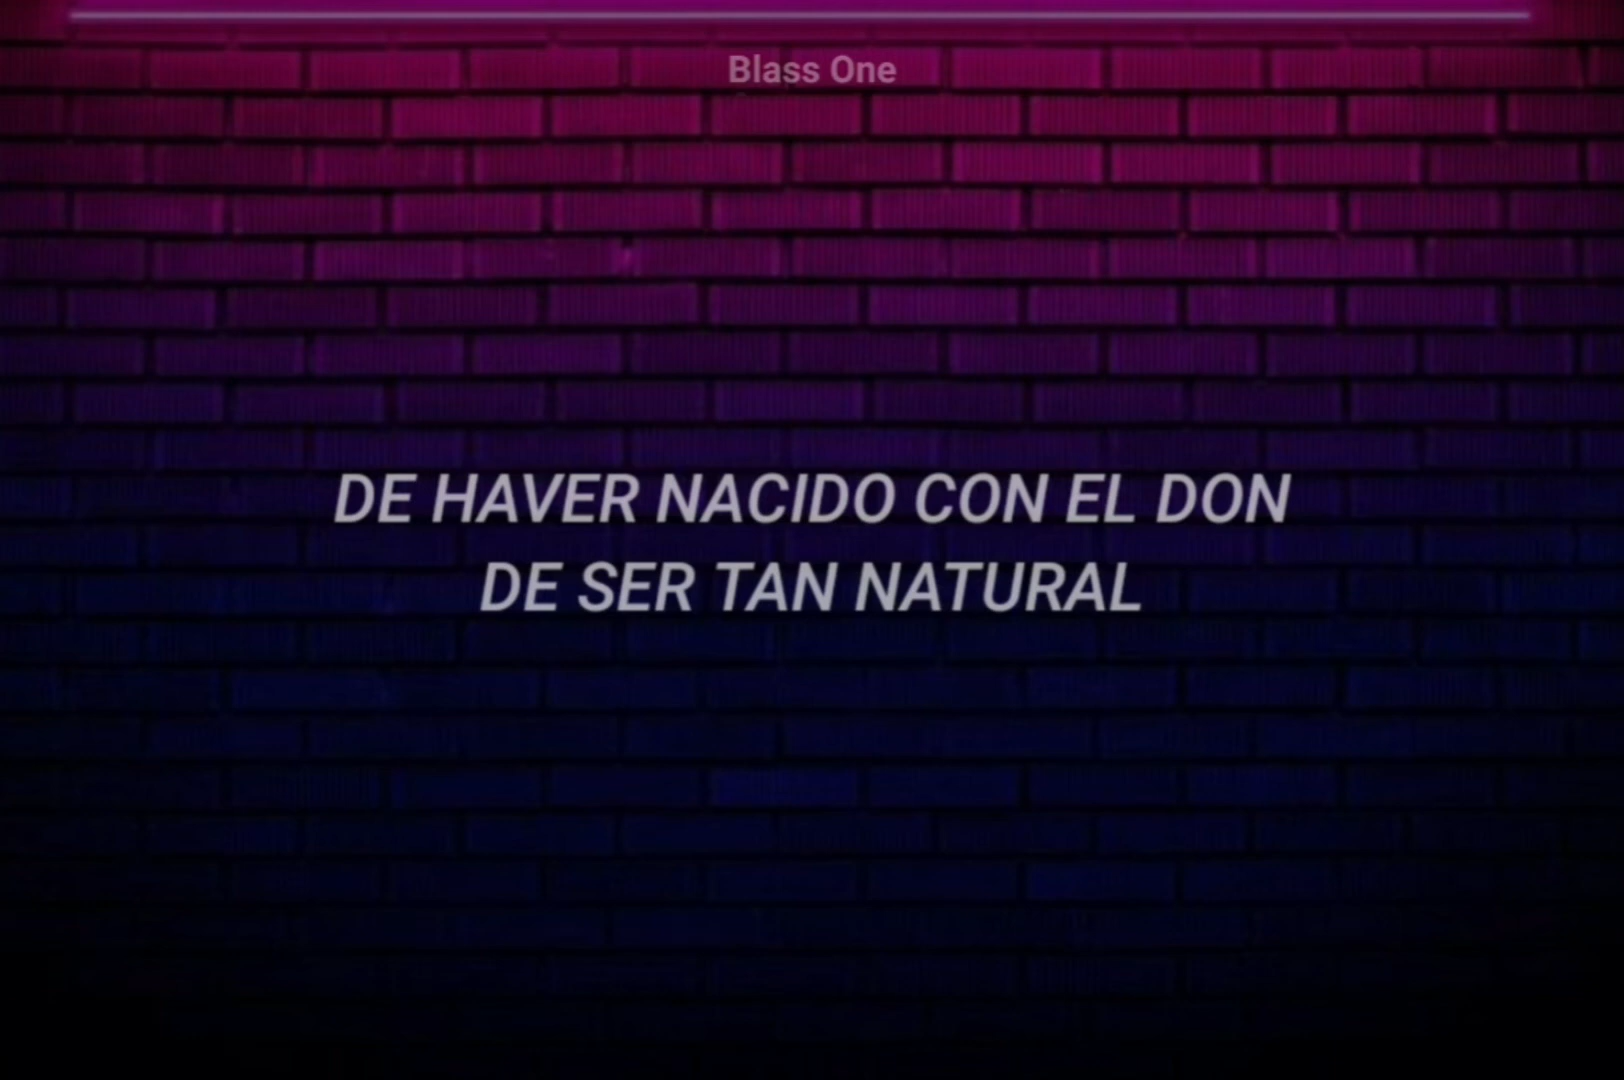 Blass One
DE HAVER NACIDO CON EL DON
DE SER TAN NATURAL